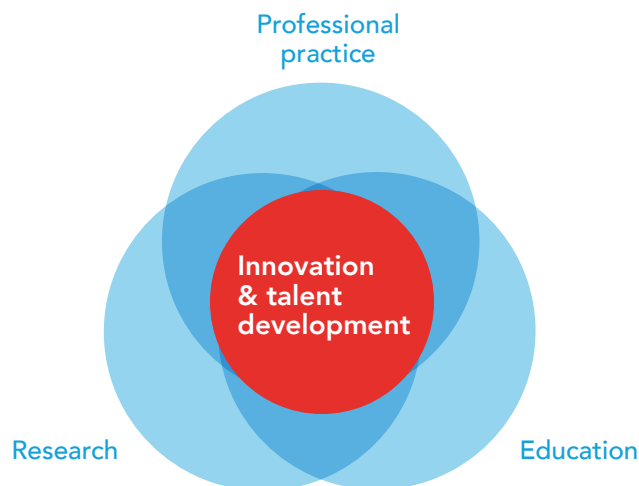 Professional
practice
Innovation
& talent
development
Research
Education